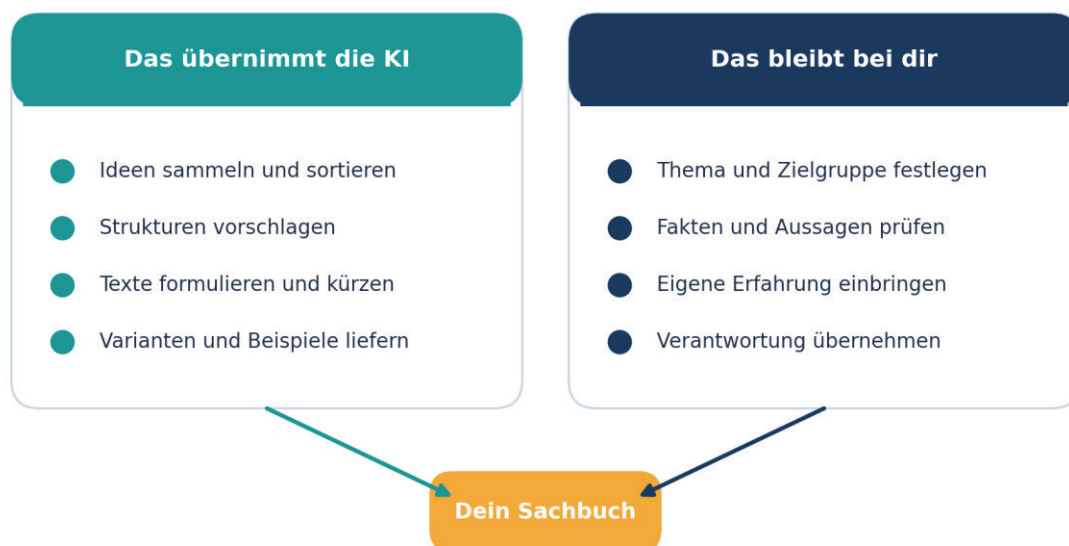 Das übernimmt die KI
Ideen sammeln und sortieren
Strukturen vorschlagen
Texte formulieren und kürzen
Varianten und Beispiele liefern
Das bleibt bei dir
Thema und Zielgruppe festlegen
Fakten und Aussagen prüfen
Eigene Erfahrung einbringen
Verantwortung übernehmen
Dein Sachbuch